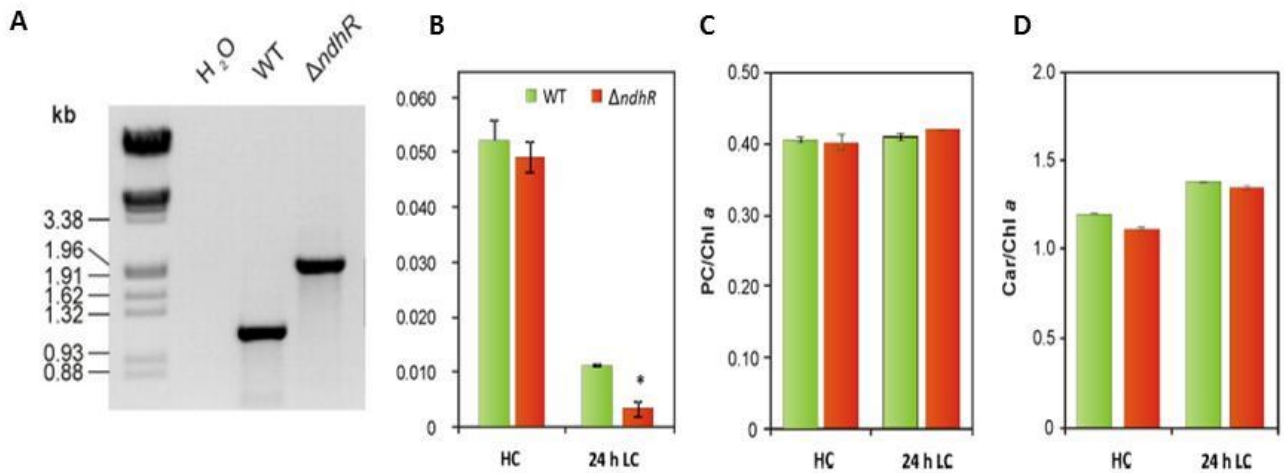 A
H2O WT ΔndhR
kb
3.38
1.96
1.91
1.62
1.32
0.93
0.88
B
WT ΔndhR
0.060
0.050
0.040
0.030
0.020
0.010
0
*
HC 24 h LC
C
PC/Chl a
0.50
0.40
0.30
0.20
0.10
0
HC 24 h LC
D
Car/Chl a
2.0
1.5
1.0
0.5
0
HC 24 h LC